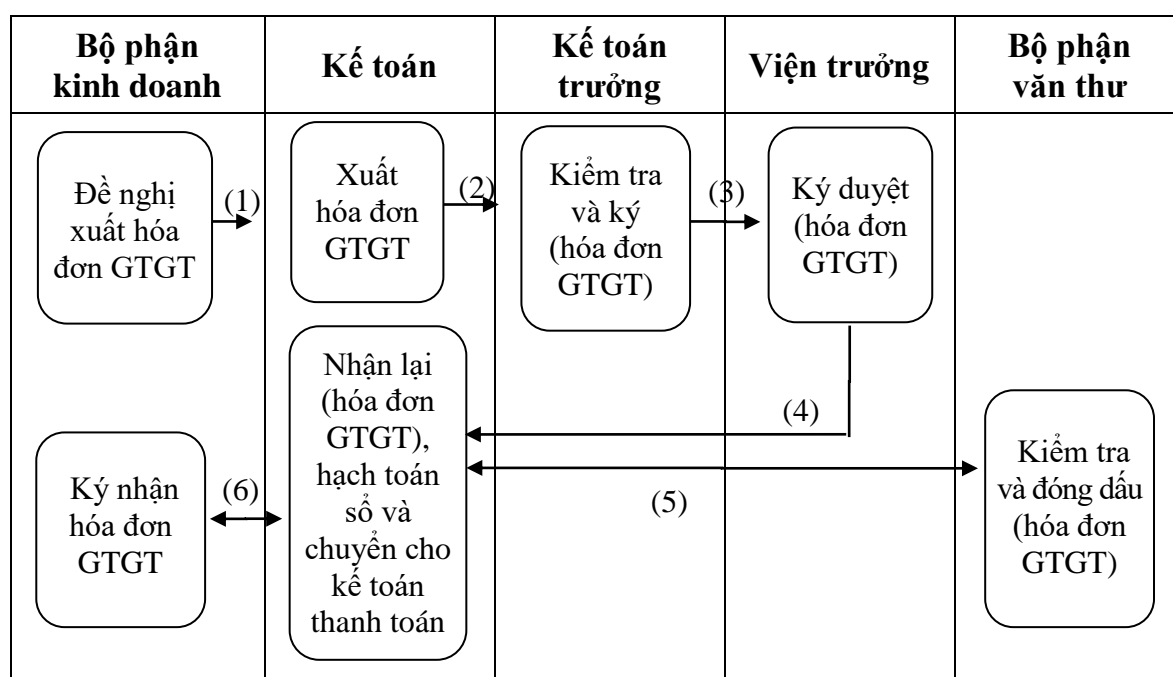 Bộ phận
kinh doanh
Kế toán
Kế toán
trưởng
Viện trưởng
Bộ phận
văn thư
Đề nghị
xuất hóa
đơn GTGT
(1)
Xuất
hóa đơn
GTGT
(2)
Kiểm tra
và ký
(hóa đơn
GTGT)
(3)
Ký duyệt
(hóa đơn
GTGT)
Nhận lại
(hóa đơn
GTGT),
hạch toán
sổ và
chuyển cho
kế toán
thanh toán
(4)
(5)
Kiểm tra
và đóng dấu
(hóa đơn
GTGT)
(6)
Ký nhận
hóa đơn
GTGT